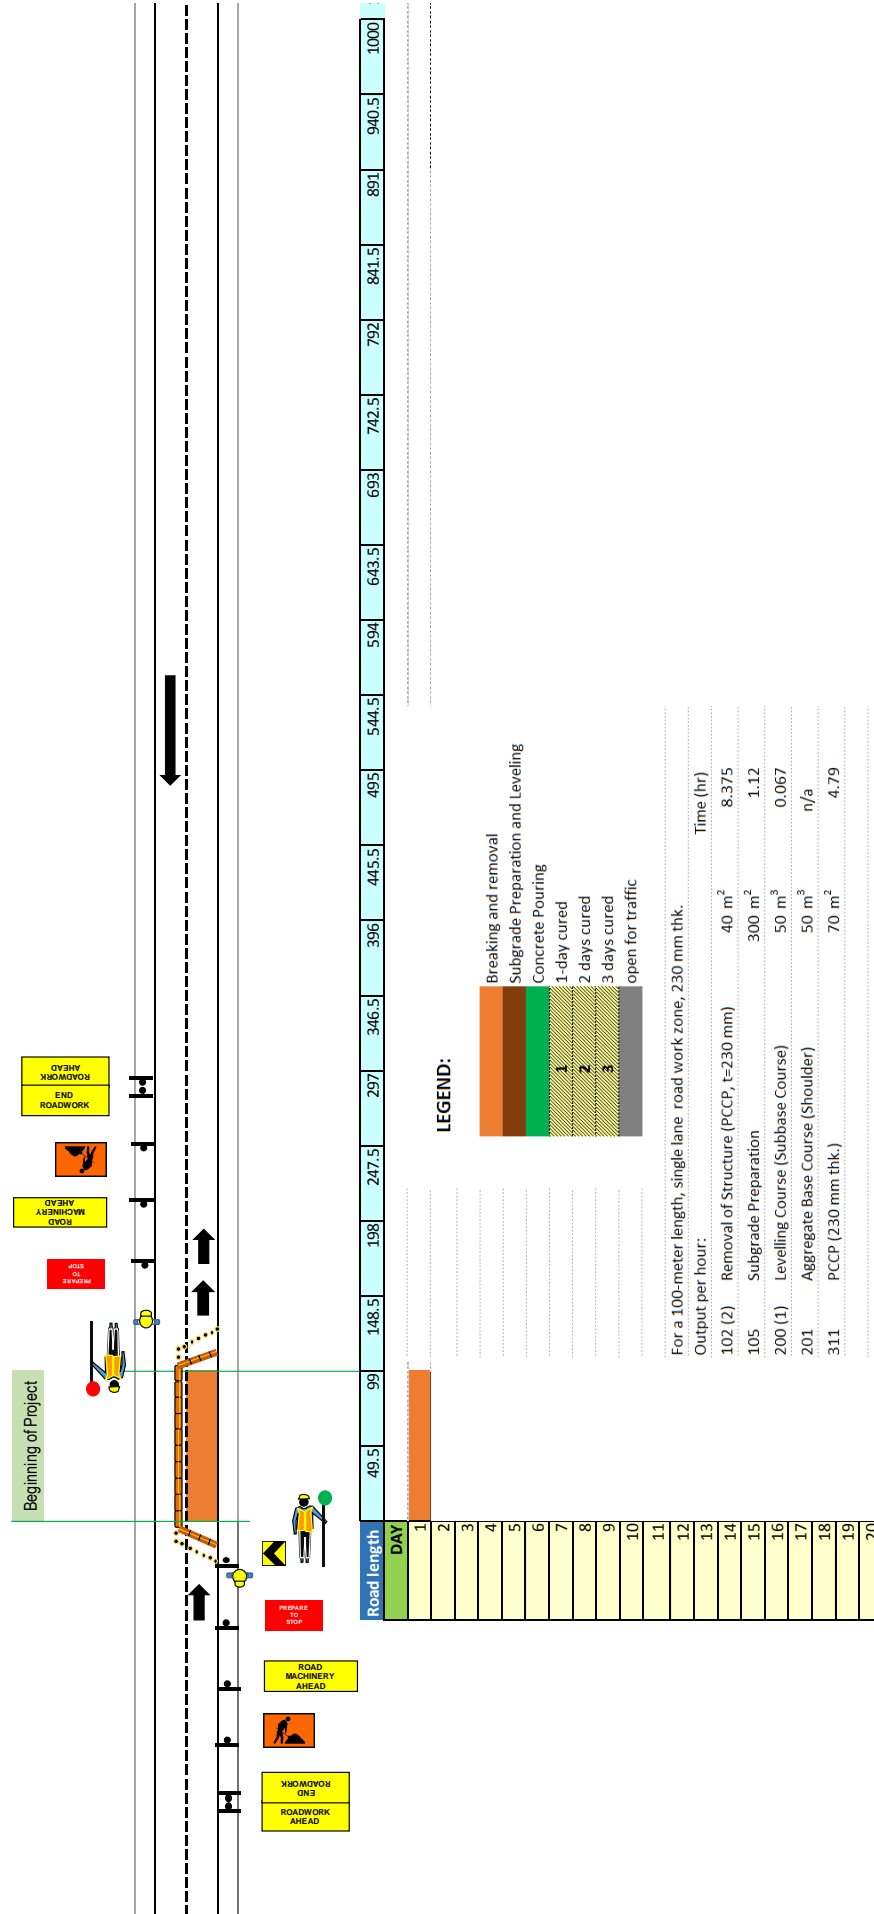 Beginning of Project
ROADWORK
AHEAD
END
ROADWORK
ROAD
MACHINERY
AHEAD
PREPARE
TO
STOP
PREPARE
TO
STOP
ROAD
MACHINERY
AHEAD
END
ROADWORK
ROADWORK
AHEAD
Road length 49.5 99 148.5 198 247.5 297 346.5 396 445.5 495 544.5 594 643.5 693 742.5 792 841.5 891 940.5 1000
DAY
1
2
3
4
5
6
7
8
9
10
11
12
13
14
15
16
17
18
19
20
LEGEND:
Breaking and removal
Subgrade Preparation and Leveling
Concrete Pouring
1 1-day cured
2 2 days cured
3 3 days cured
open for traffic
For a 100-meter length, single lane road work zone, 230 mm thk.
Output per hour: Time (hr)
102 (2) Removal of Structure (PCCP, t=230 mm) 40 m² 8.375
105 Subgrade Preparation 300 m² 1.12
200 (1) Levelling Course (Subbase Course) 50 m³ 0.067
201 Aggregate Base Course (Shoulder) 50 m³ n/a
311 PCCP (230 mm thk.) 70 m² 4.79